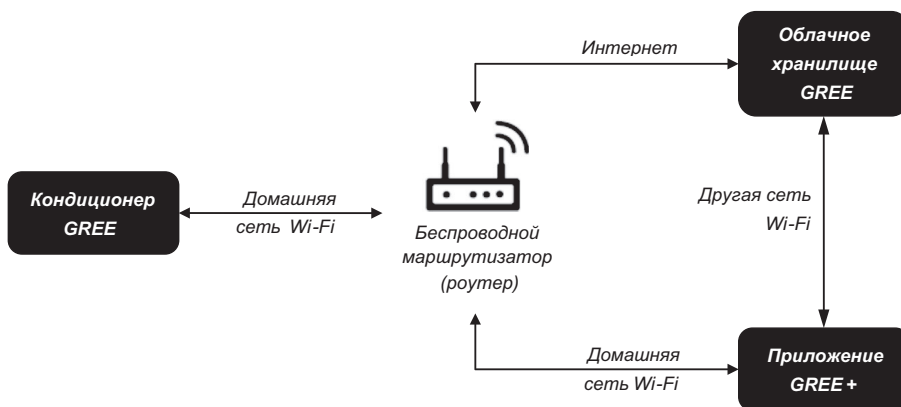 Интернет
Облачное
хранилище
GREE
Кондиционер
GREE
Домашняя
сеть Wi-Fi
Беспроводной
маршрутизатор
(роутер)
Другая сеть
Wi-Fi
Домашняя
сеть Wi-Fi
Приложение
GREE+